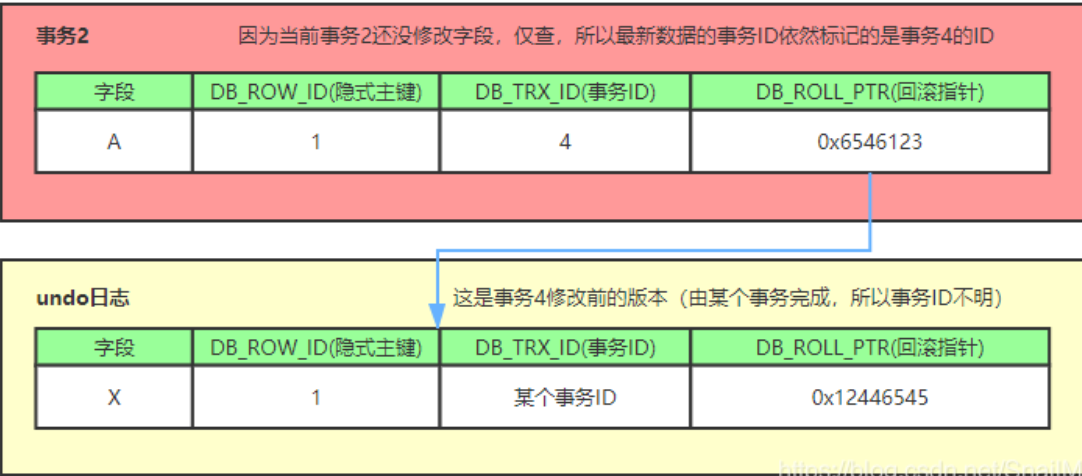 事务2
因为当前事务2还没修改字段，仅查，所以最新数据的事务ID依然标记的是事务4的ID
字段 DB_ROW_ID(隐式主键) DB_TRX_ID(事务ID) DB_ROLL_PTR(回滚指针)
A 1 4 0x6546123
undo日志
这是事务4修改前的版本（由某个事务完成，所以事务ID不明）
字段 DB_ROW_ID(隐式主键) DB_TRX_ID(事务ID) DB_ROLL_PTR(回滚指针)
X 1 某个事务ID 0x12446545